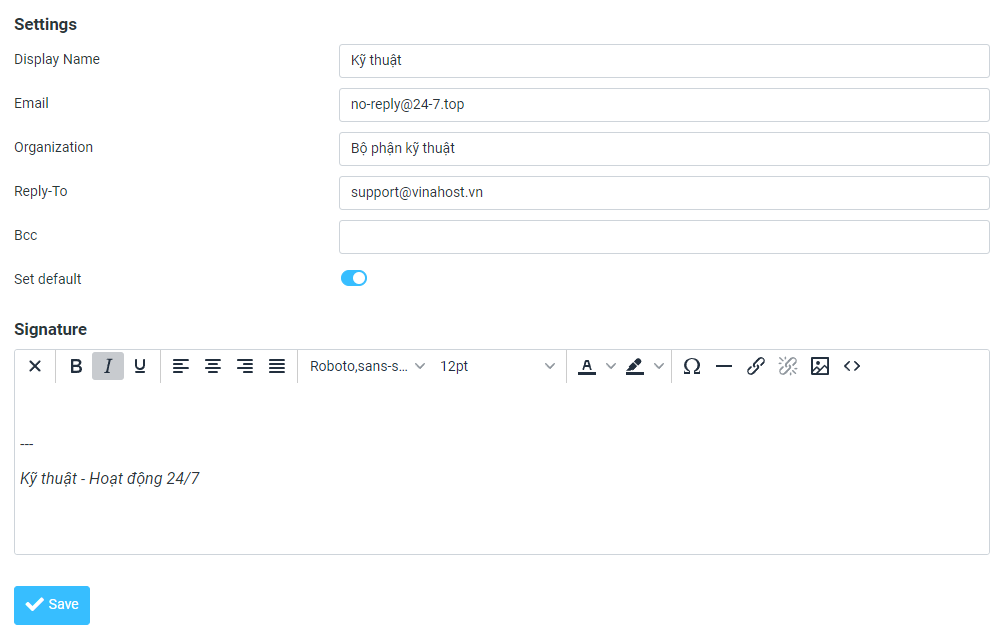 Settings
Display Name
Kỹ thuật
Email
no-reply@24-7.top
Organization
Bộ phận kỹ thuật
Reply-To
support@vinahost.vn
Bcc
Set default
Signature
B I U Roboto,sans-s... 12pt A Ω
---
Kỹ thuật - Hoạt động 24/7
Save